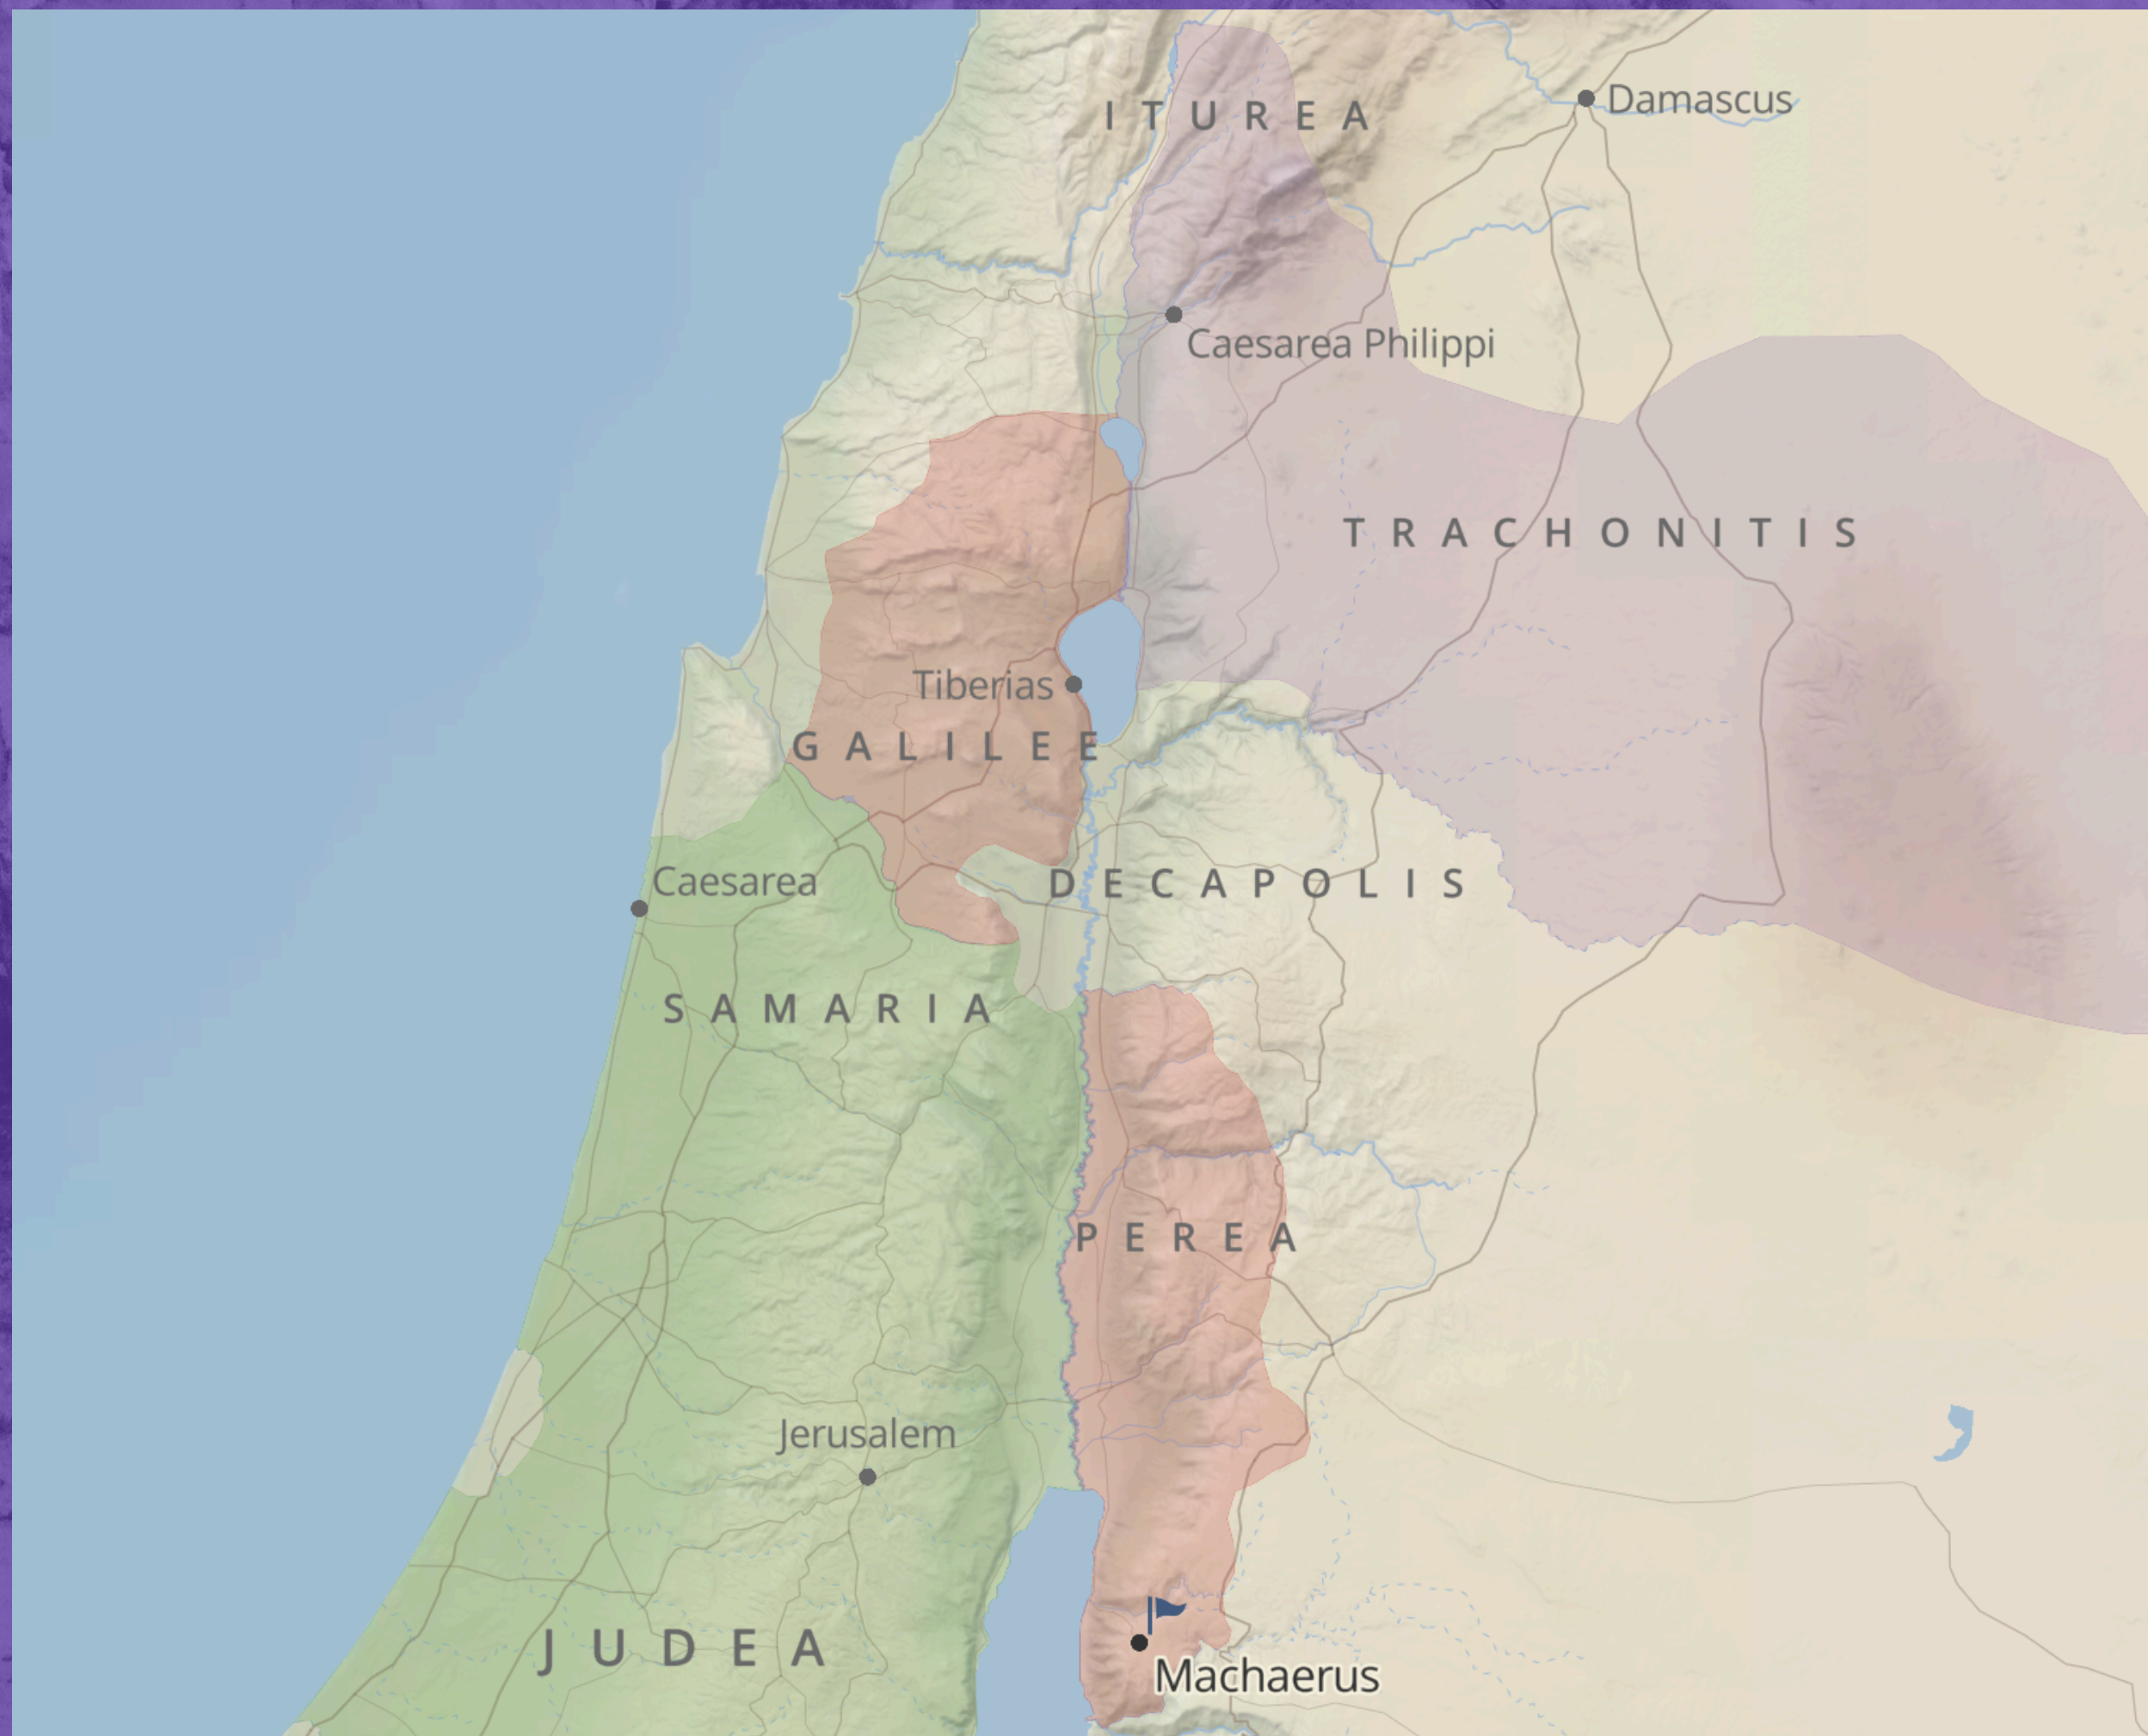 ITUREA
Damascus
Caesarea Philippi
TRACHONITIS
Tiberias
GALILEE
Caesarea
DECAPOLIS
SAMARIA
PEREA
Jerusalem
JUDEA
Machaerus